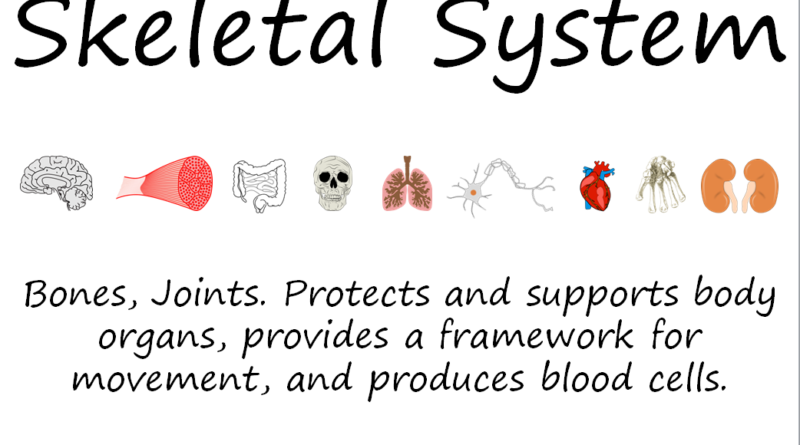 Skeletal System
Bones, Joints. Protects and supports body
organs, provides a framework for
movement, and produces blood cells.